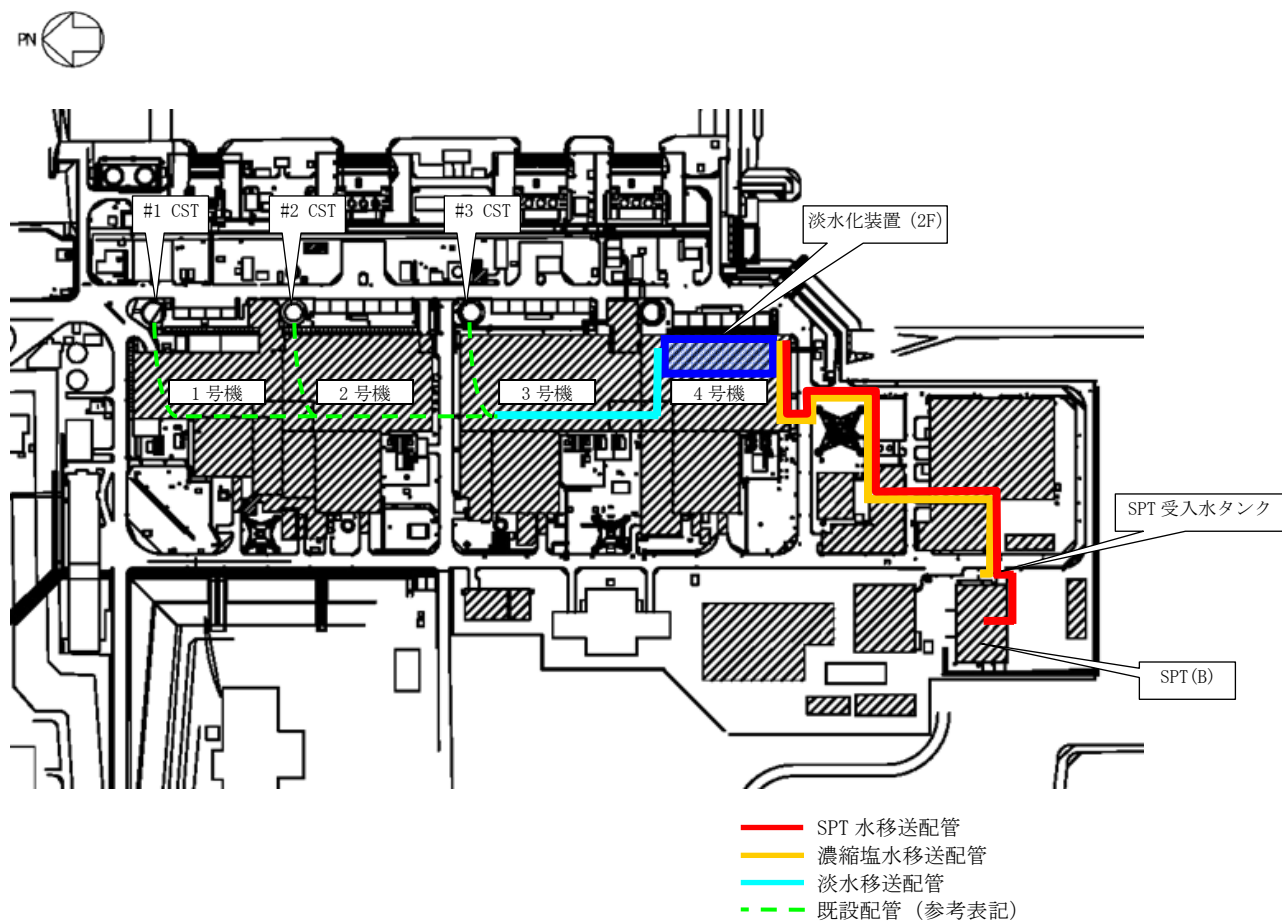 PN
#1 CST
#2 CST
#3 CST
淡水化装置(2F)
1号機
2号機
3号機
4号機
SPT 受入水タンク
SPT(B)
SPT 水移送配管
濃縮塩水移送配管
淡水移送配管
既設配管（参考表記）